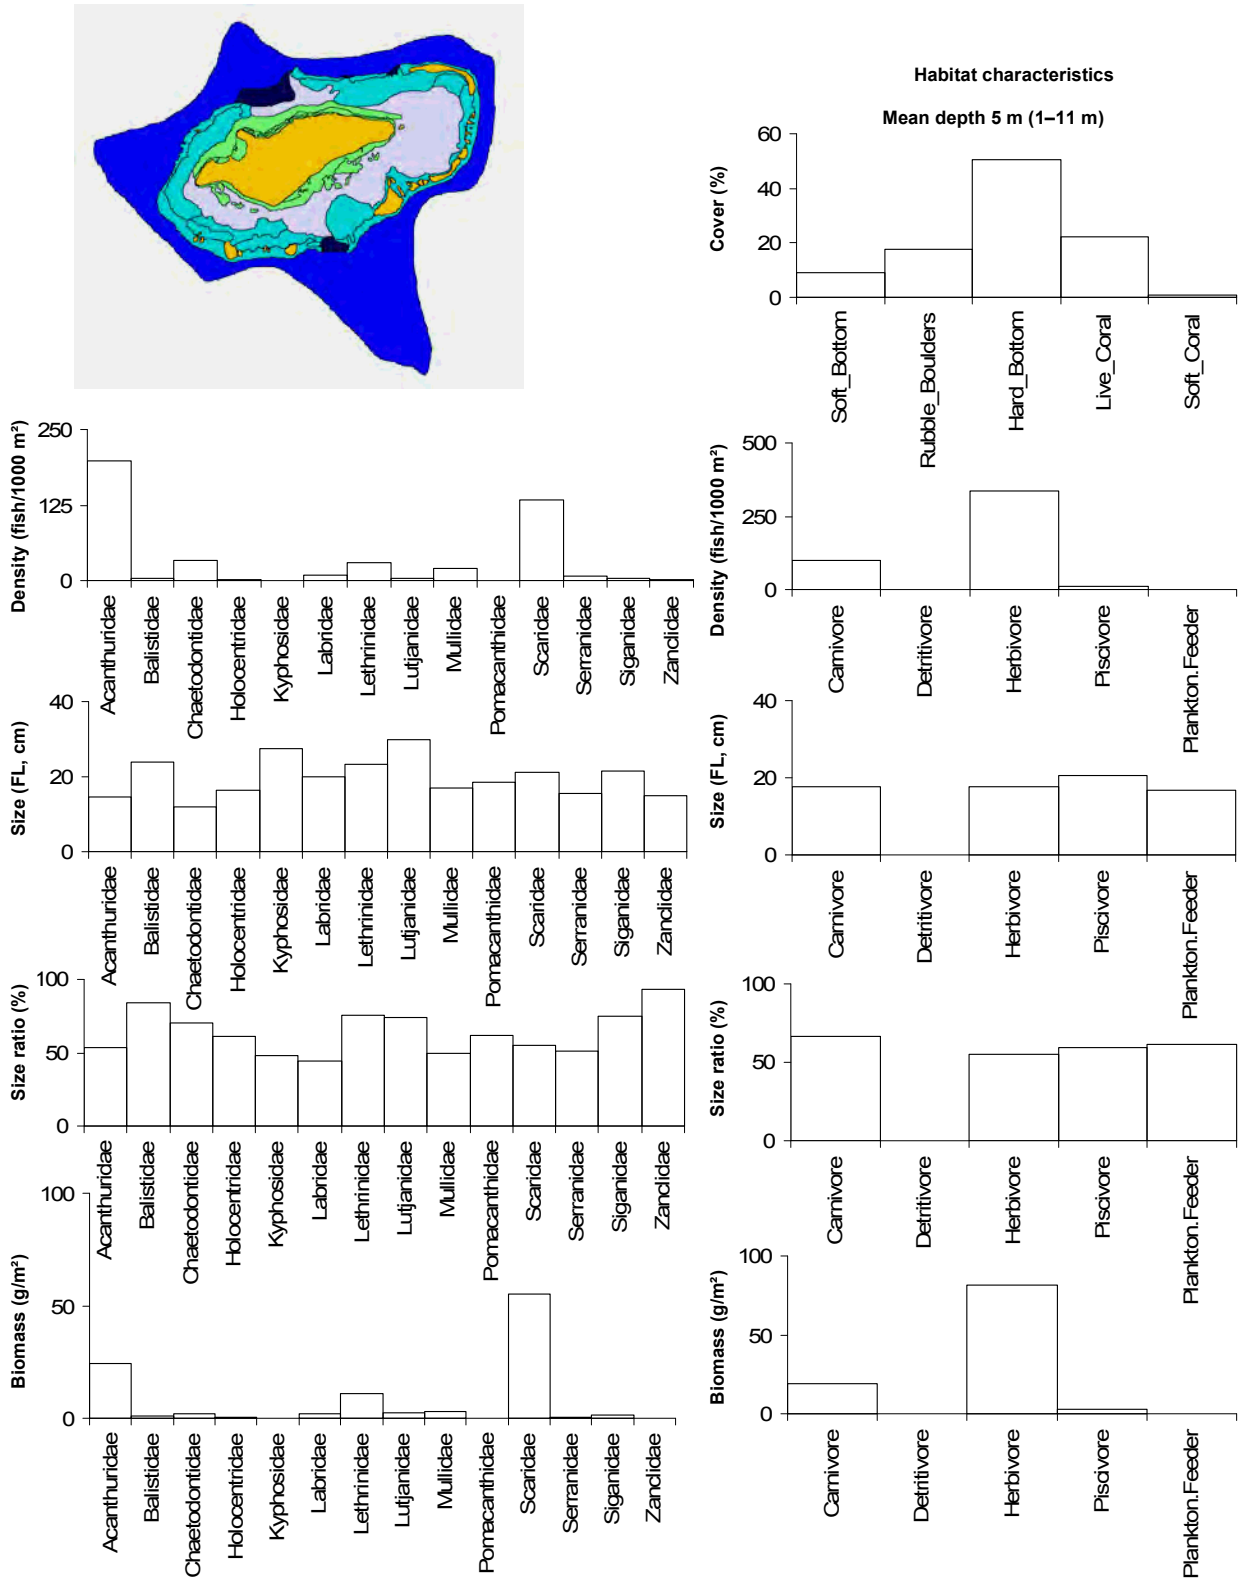 Habitat characteristics
Mean depth 5 m (1–11 m)
Cover (%)
60
40
20
0
Soft_Bottom
Rubble_Boulders
Hard_Bottom
Live_Coral
Soft_Coral
Density (fish/1000 m²)
250
125
0
Acanthuridae
Balistidae
Chaetodontidae
Holocentridae
Kyphosidae
Labridae
Lethrinidae
Lutjanidae
Mullidae
Pomacanthidae
Scaridae
Serranidae
Siganidae
Zanclidae
Density (fish/1000 m²)
500
250
0
Carnivore
Detritivore
Herbivore
Piscivore
Plankton.Feeder
Size (FL, cm)
40
20
0
Acanthuridae
Balistidae
Chaetodontidae
Holocentridae
Kyphosidae
Labridae
Lethrinidae
Lutjanidae
Mullidae
Pomacanthidae
Scaridae
Serranidae
Siganidae
Zanclidae
Size (FL, cm)
40
20
0
Carnivore
Detritivore
Herbivore
Piscivore
Plankton.Feeder
Size ratio (%)
100
50
0
Acanthuridae
Balistidae
Chaetodontidae
Holocentridae
Kyphosidae
Labridae
Lethrinidae
Lutjanidae
Mullidae
Pomacanthidae
Scaridae
Serranidae
Siganidae
Zanclidae
Size ratio (%)
100
50
0
Carnivore
Detritivore
Herbivore
Piscivore
Plankton.Feeder
Biomass (g/m²)
100
50
0
Acanthuridae
Balistidae
Chaetodontidae
Holocentridae
Kyphosidae
Labridae
Lethrinidae
Lutjanidae
Mullidae
Pomacanthidae
Scaridae
Serranidae
Siganidae
Zanclidae
Biomass (g/m²)
100
50
0
Carnivore
Detritivore
Herbivore
Piscivore
Plankton.Feeder